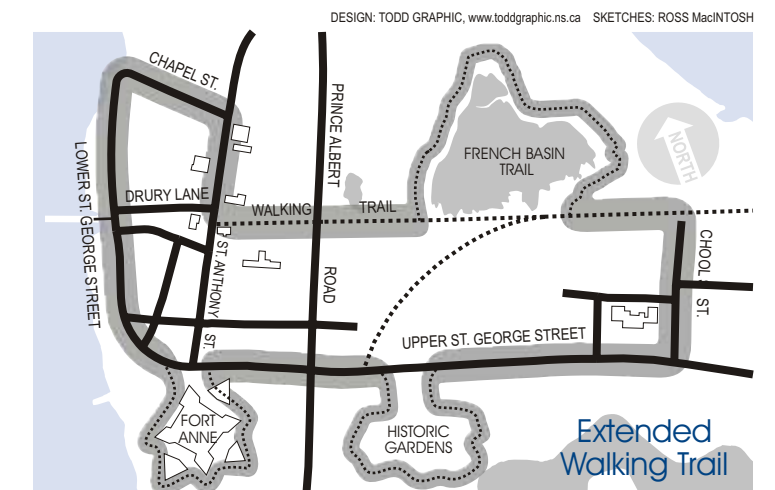 DESIGN: TODD GRAPHIC, www.toddgraphic.ns.ca SKETCHES: ROSS MacINTOSH
CHAPEL ST.
PRINCE ALBERT
ROAD
FRENCH BASIN
TRAIL
NORTH
LOWER ST. GEORGE STREET
DRURY LANE
WALKING TRAIL
ST. ANTHONY ST.
CHOOL S ST.
UPPER ST. GEORGE STREET
FORT
ANNE
HISTORIC
GARDENS
Extended
Walking Trail